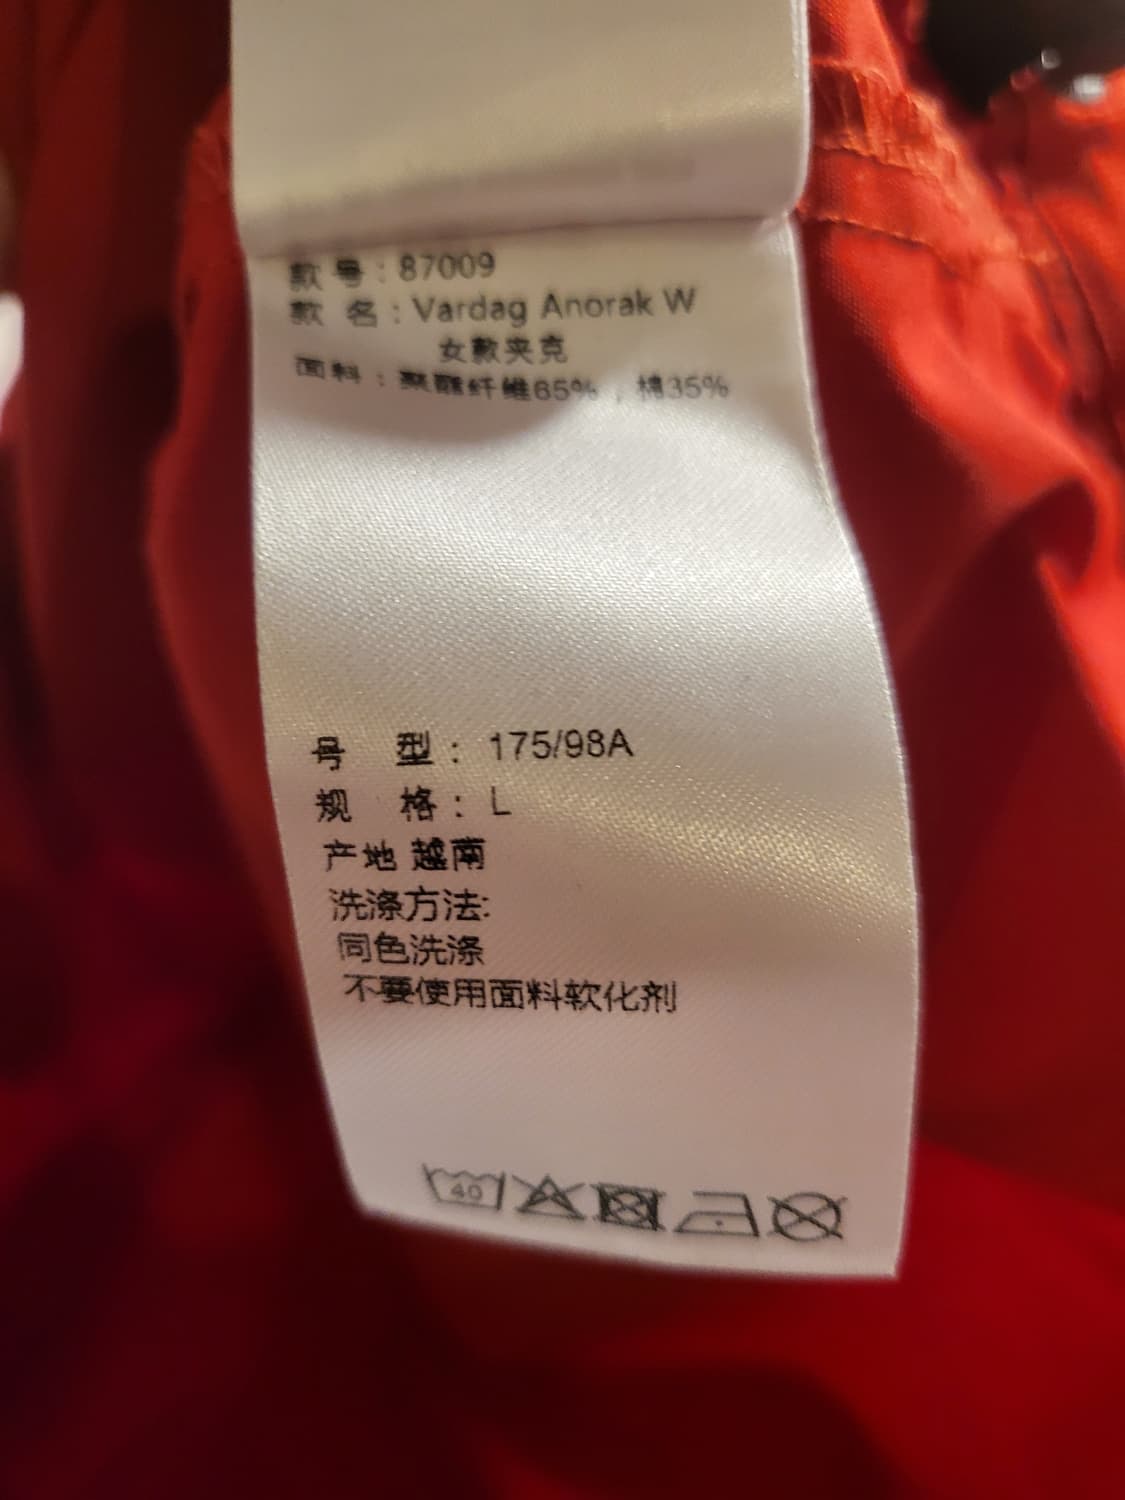 款 号：87009
款 名：Vardag Anorak W
女款夹克
面料：聚酯纤维65%，棉35%
号 型：175/98A
规 格：L
产地 越南
洗涤方法:
同色洗涤
不要使用面料软化剂
40